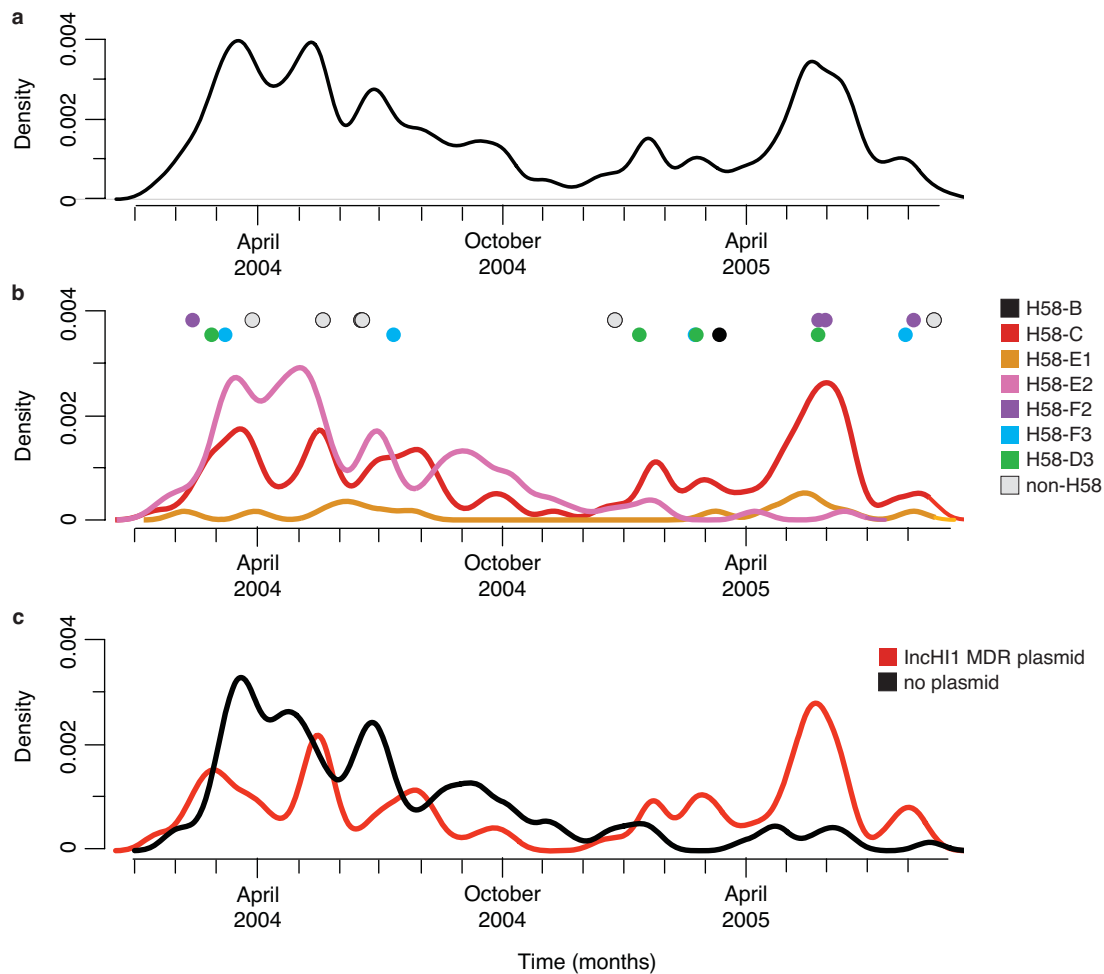 a
Density
0.004
0.002
0
April
2004
October
2004
April
2005
b
Density
0.004
0.002
0
April
2004
October
2004
April
2005
H58-B
H58-C
H58-E1
H58-E2
H58-F2
H58-F3
H58-D3
non-H58
c
Density
0.004
0.002
0
April
2004
October
2004
April
2005
IncHI1 MDR plasmid
no plasmid
Time (months)